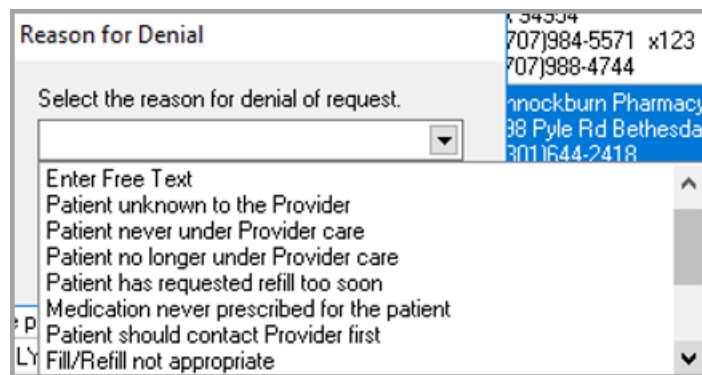 Reason for Denial
Select the reason for denial of request.
Enter Free Text
Patient unknown to the Provider
Patient never under Provider care
Patient no longer under Provider care
Patient has requested refill too soon
Medication never prescribed for the patient
Patient should contact Provider first
Fill/Refill not appropriate
707)984-5571 x123
707)988-4744
nnockburn Pharmacy
38 Pyle Rd Bethesda
301)644-2418
LY